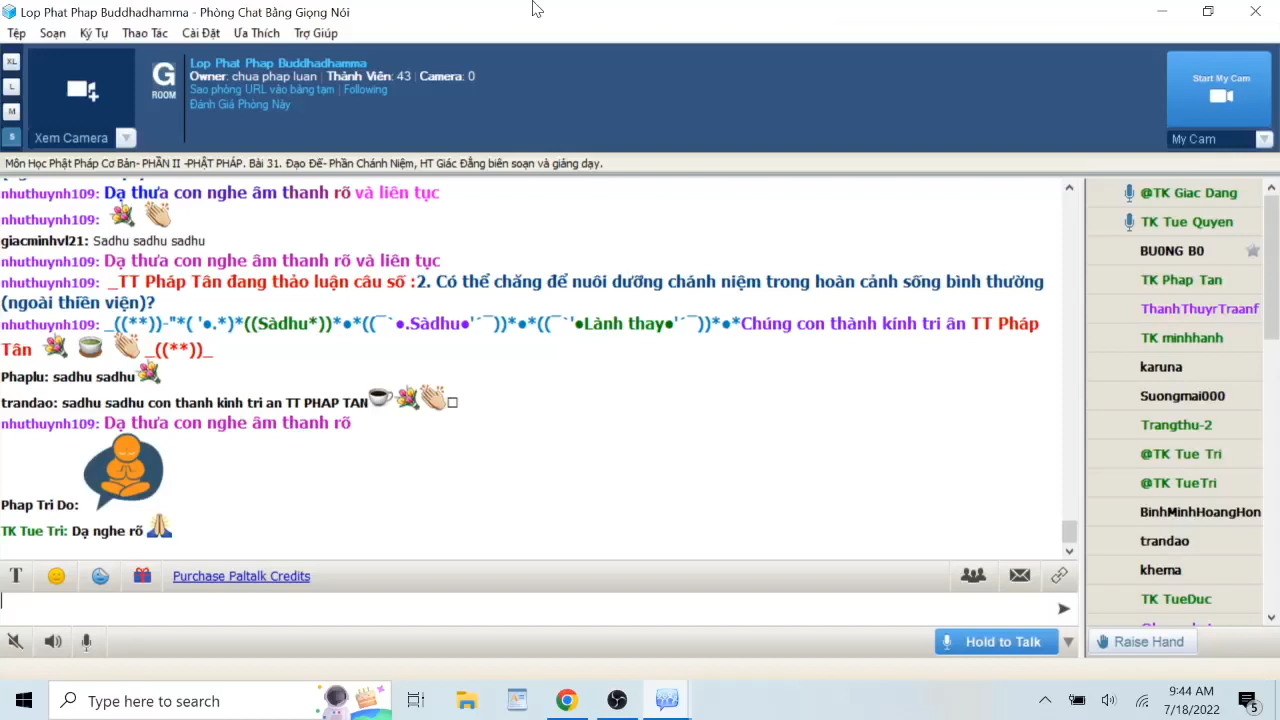 Lop Phat Phap Buddhadhamma - Phòng Chat Bằng Giọng Nói
Tệp Soạn Ký Tự Thao Tác Cài Đặt Ưa Thích Trợ Giúp
XL
L
M
S
Xem Camera
G
ROOM
Lop Phat Phap Buddhadhamma
Owner: chua phap luan | Thành Viên: 43 | Camera: 0
Sao phỏng URL vào bảng tạm | Following
Đánh Giá Phòng Này
Start My Cam
My Cam
Môn Học Phật Pháp Cơ Bản- PHẦN II -PHẬT PHÁP. Bài 31. Đạo Đế- Phần Chánh Niệm, HT Giác Đẳng biên soạn và giảng dạy.
nhuthuynh109: Dạ thưa con nghe âm thanh rõ và liên tục
nhuthuynh109: 💐 👏
giacminhvl21: Sadhu sadhu sadhu
nhuthuynh109: Dạ thưa con nghe âm thanh rõ và liên tục
nhuthuynh109: _TT Pháp Tân đang thảo luận câu số :2. Có thể chăng để nuôi dưỡng chánh niệm trong hoàn cảnh sống bình thường
(ngoài thiền viện)?
nhuthuynh109: _((**))-"*( '●.*)*((Sàdhu*))*●*((¯`●.Sàdhu●'´¯))*●*((¯`'●Lành thay●'´¯))*●*Chúng con thành kính tri ân TT Pháp
Tân 💐 🍵 👏 _((**))_
Phaplu: sadhu sadhu💐
trandao: sadhu sadhu con thanh kinh tri an TT PHAP TAN☕💐👏□
nhuthuynh109: Dạ thưa con nghe âm thanh rõ
Phap Tri Do:
TK Tue Tri: Dạ nghe rõ 🙏
@TK Giac Dang
TK Tue Quyen
BU0NG B0
TK Phap Tan
ThanhThuyrTraanf
TK minhhanh
karuna
Suongmai000
Trangthu-2
@TK Tue Tri
@TK TueTri
BinhMinhHoangHon
trandao
khema
TK TueDuc
T Purchase Paltalk Credits
Hold to Talk
Raise Hand
Type here to search
9:44 AM
7/18/2022
5